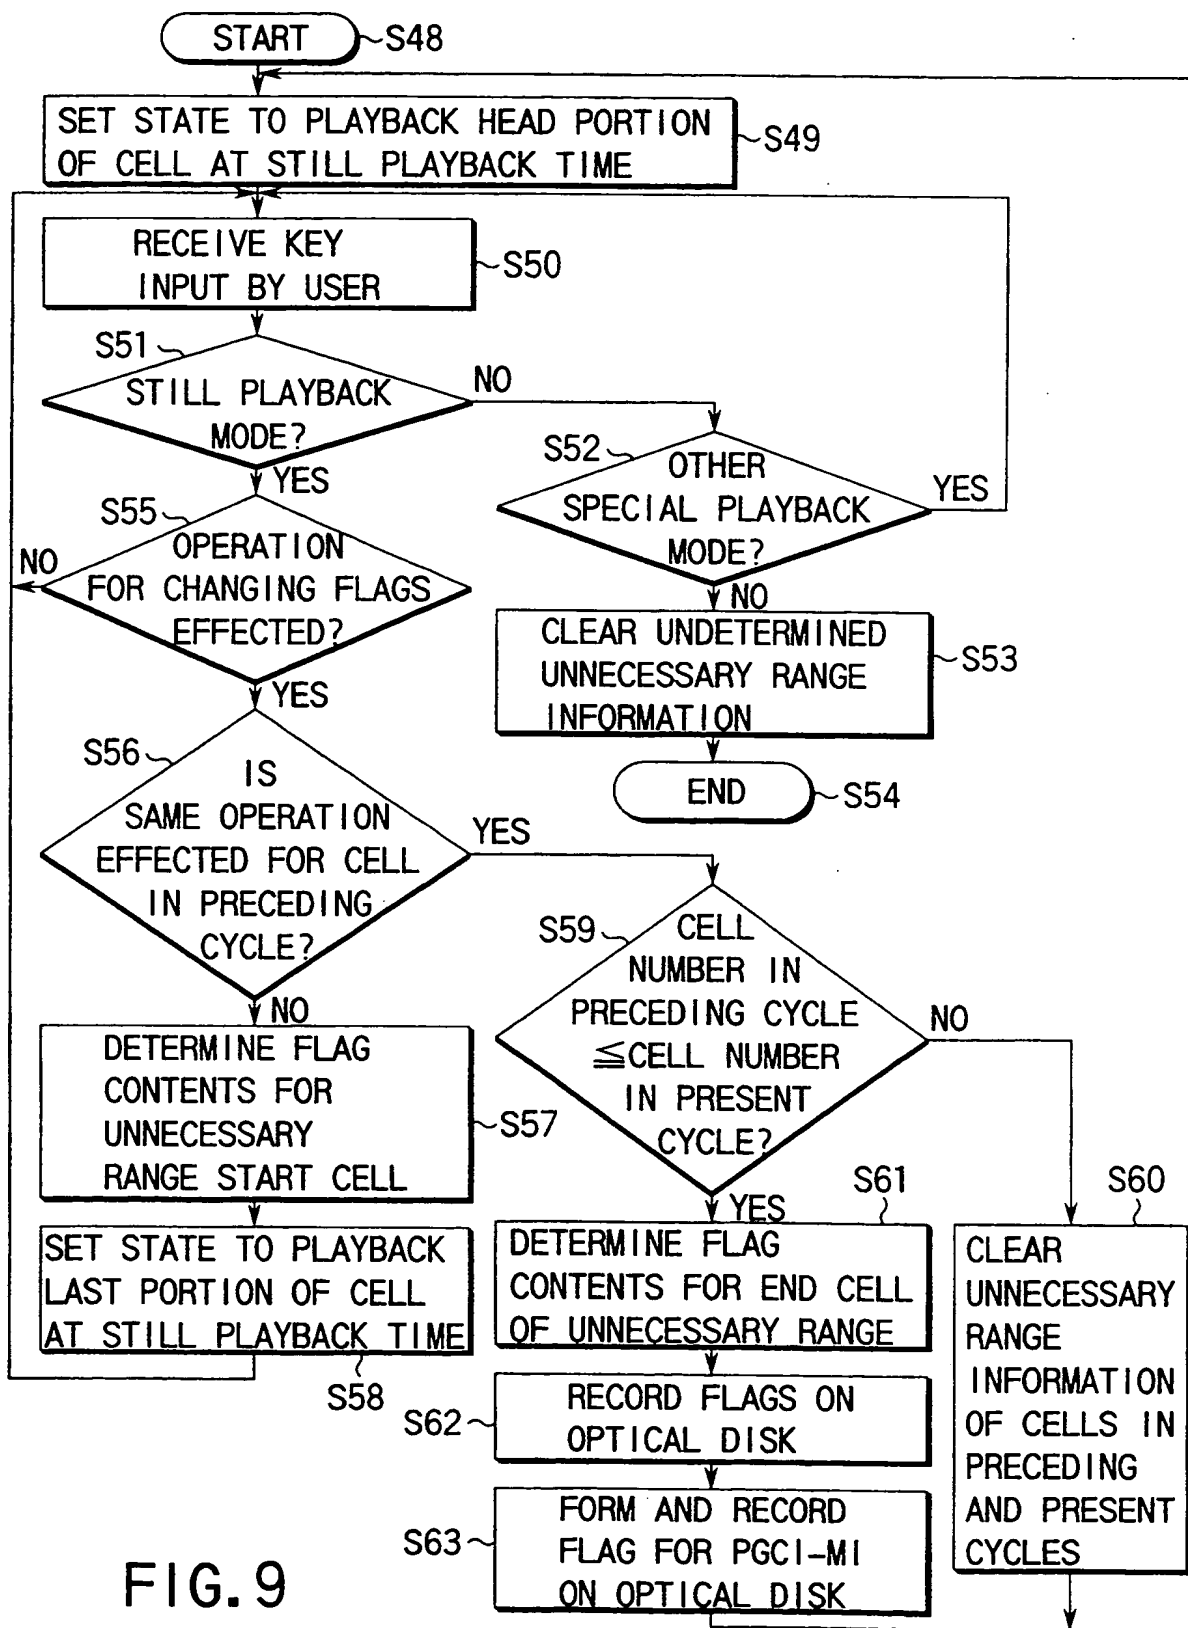 START
S48
SET STATE TO PLAYBACK HEAD PORTION
OF CELL AT STILL PLAYBACK TIME
S49
RECEIVE KEY
INPUT BY USER
S50
S51
STILL PLAYBACK
MODE?
NO
YES
S52
OTHER
SPECIAL PLAYBACK
MODE?
YES
NO
S55
OPERATION
FOR CHANGING FLAGS
EFFECTED?
NO
YES
CLEAR UNDETERMINED
UNNECESSARY RANGE
INFORMATION
S53
END
S54
S56
IS
SAME OPERATION
EFFECTED FOR CELL
IN PRECEDING
CYCLE?
YES
NO
S59
CELL
NUMBER IN
PRECEDING CYCLE
≦CELL NUMBER
IN PRESENT
CYCLE?
NO
YES
DETERMINE FLAG
CONTENTS FOR
UNNECESSARY
RANGE START CELL
S57
SET STATE TO PLAYBACK
LAST PORTION OF CELL
AT STILL PLAYBACK TIME
S58
S61
DETERMINE FLAG
CONTENTS FOR END CELL
OF UNNECESSARY RANGE
S60
CLEAR
UNNECESSARY
RANGE
INFORMATION
OF CELLS IN
PRECEDING
AND PRESENT
CYCLES
S62
RECORD FLAGS ON
OPTICAL DISK
S63
FORM AND RECORD
FLAG FOR PGCI-MI
ON OPTICAL DISK
FIG. 9